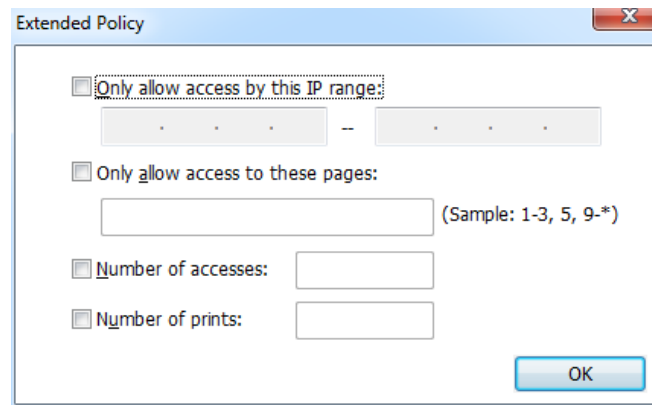 Extended Policy
Only allow access by this IP range:
. . . -- . . .
Only allow access to these pages:
(Sample: 1-3, 5, 9-*)
Number of accesses:
Number of prints:
OK